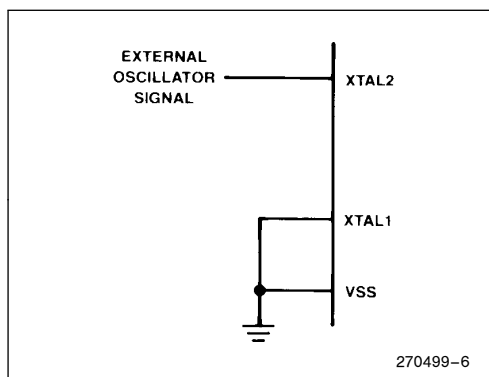 EXTERNAL
OSCILLATOR
SIGNAL
XTAL2
XTAL1
VSS
270499-6